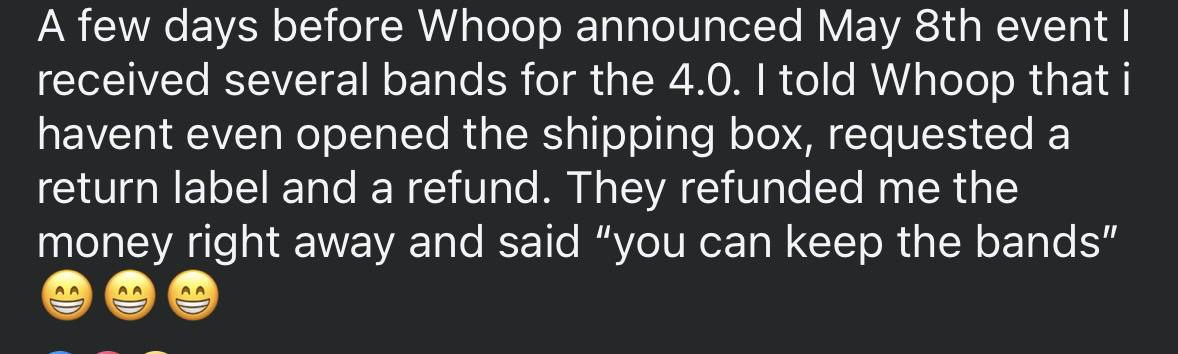 A few days before Whoop announced May 8th event I
received several bands for the 4.0. I told Whoop that i
havent even opened the shipping box, requested a
return label and a refund. They refunded me the
money right away and said “you can keep the bands”
😁😁😁